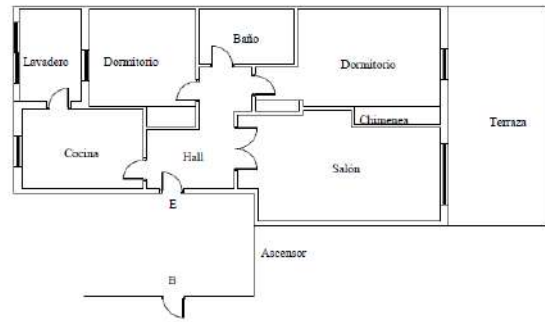 Baño
Lavadero
Dormitorio
Dormitorio
Chimenea
Terraza
Cocina
Hall
Salón
E
Ascensor
B